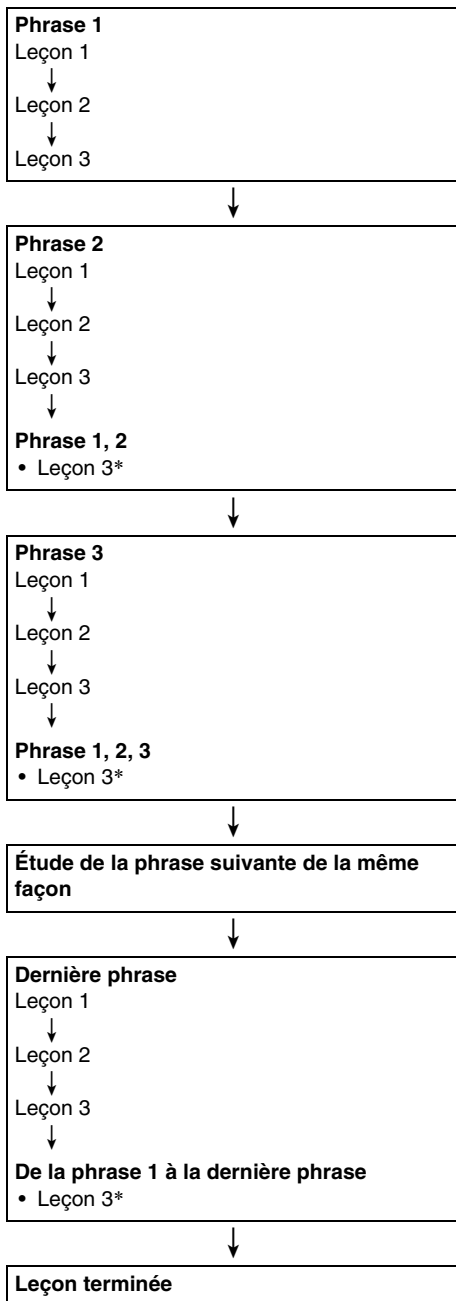 Phrase 1
Leçon 1
Leçon 2
Leçon 3
Phrase 2
Leçon 1
Leçon 2
Leçon 3
Phrase 1, 2
• Leçon 3*
Phrase 3
Leçon 1
Leçon 2
Leçon 3
Phrase 1, 2, 3
• Leçon 3*
Étude de la phrase suivante de la même
façon
Dernière phrase
Leçon 1
Leçon 2
Leçon 3
De la phrase 1 à la dernière phrase
• Leçon 3*
Leçon terminée